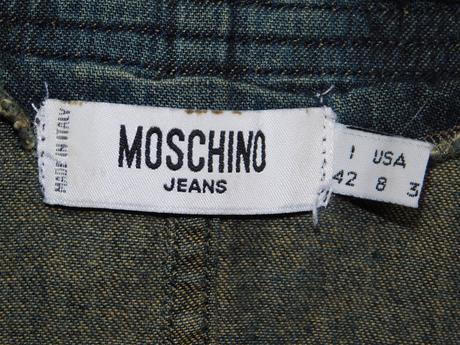 MADE IN ITALY
MOSCHINO
JEANS
I USA
42 8 3